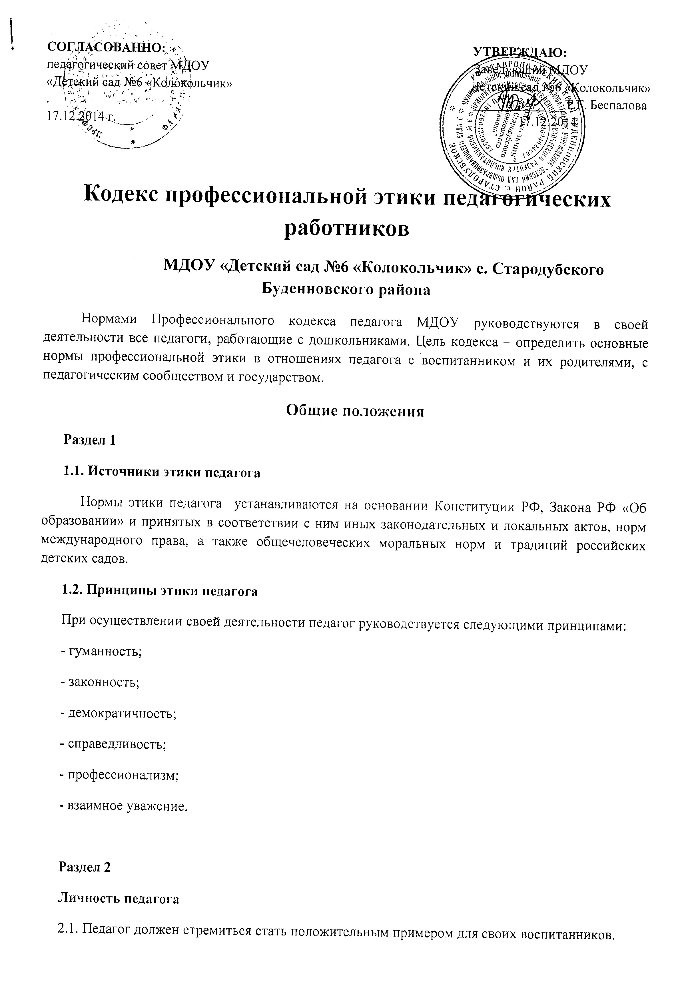 СОГЛАСОВАННО:
педагогический совет МДОУ
«Детский сад №6 «Колокольчик»
.
17.12.2014 г.
УТВЕРЖДАЮ:
Заведующий МДОУ
Детский сад №6 «Колокольчик»
Беспалова
17.12.2014
РФ СТАВРОПОЛЬСКИЙ КРАЙ БУДЕННОВСКИЙ РАЙОН с. СТАРОДУБСКОЕ
Кодекс профессиональной этики педагогических
работников
МДОУ «Детский сад №6 «Колокольчик» с. Стародубского
Буденновского района
Нормами Профессионального кодекса педагога МДОУ руководствуются в своей
деятельности все педагоги, работающие с дошкольниками. Цель кодекса – определить основные
нормы профессиональной этики в отношениях педагога с воспитанником и их родителями, с
педагогическим сообществом и государством.
Общие положения
Раздел 1
1.1. Источники этики педагога
Нормы этики педагога устанавливаются на основании Конституции РФ, Закона РФ «Об
образовании» и принятых в соответствии с ним иных законодательных и локальных актов, норм
международного права, а также общечеловеческих моральных норм и традиций российских
детских садов.
1.2. Принципы этики педагога
При осуществлении своей деятельности педагог руководствуется следующими принципами:
- гуманность;
- законность;
- демократичность;
- справедливость;
- профессионализм;
- взаимное уважение.
Раздел 2
Личность педагога
2.1. Педагог должен стремиться стать положительным примером для своих воспитанников.